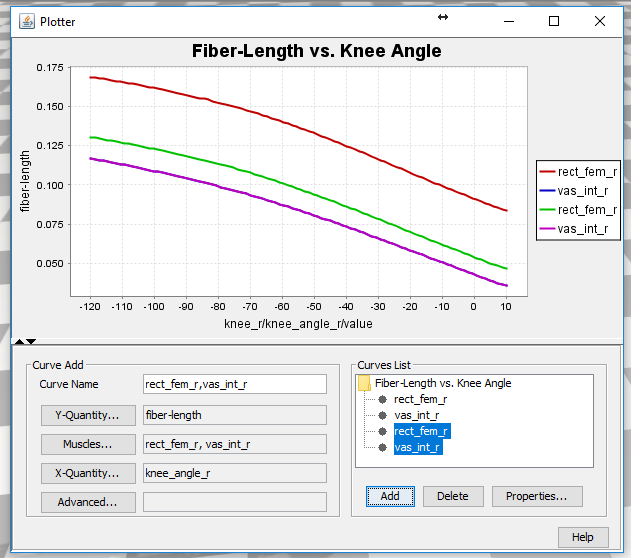 Plotter
Fiber-Length vs. Knee Angle
0.175
0.150
0.125
0.100
0.075
0.050
fiber-length
-120 -110 -100 -90 -80 -70 -60 -50 -40 -30 -20 -10 0 10
knee_r/knee_angle_r/value
rect_fem_r
vas_int_r
rect_fem_r
vas_int_r
Curve Add
Curve Name rect_fem_r,vas_int_r
Y-Quantity... fiber-length
Muscles... rect_fem_r, vas_int_r
X-Quantity... knee_angle_r
Advanced...
Curves List
Fiber-Length vs. Knee Angle
rect_fem_r
vas_int_r
rect_fem_r
vas_int_r
Add Delete Properties...
Help